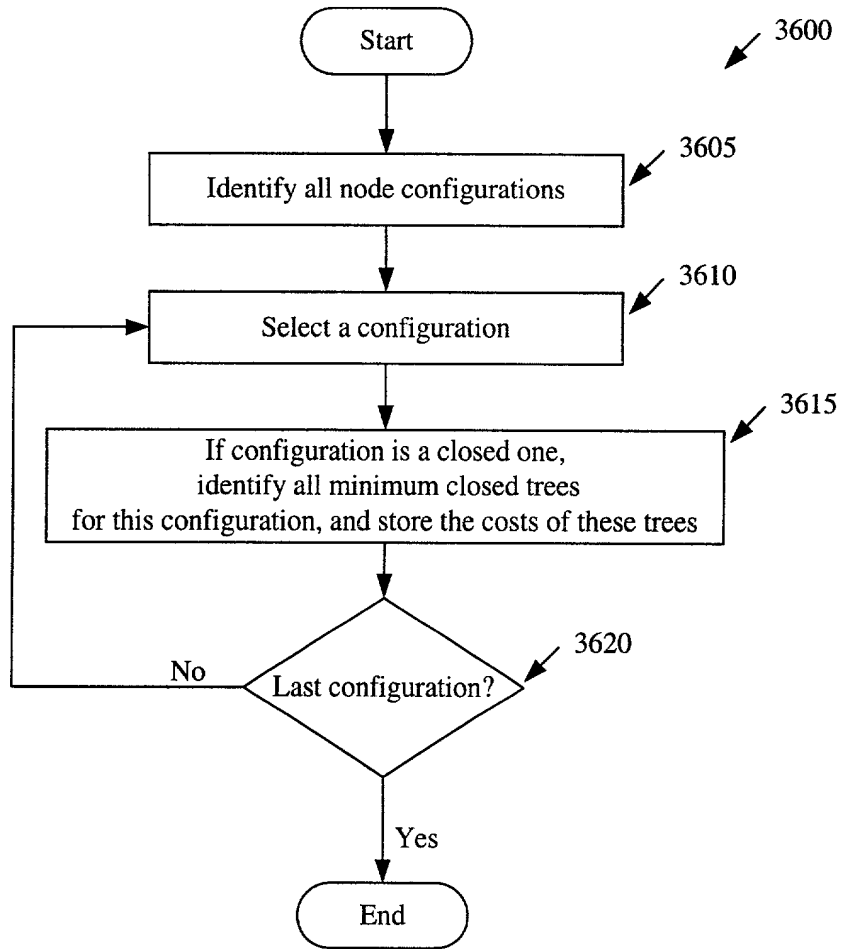 Start
3600
3605
Identify all node configurations
3610
Select a configuration
3615
If configuration is a closed one,
identify all minimum closed trees
for this configuration, and store the costs of these trees
3620
No
Last configuration?
Yes
End